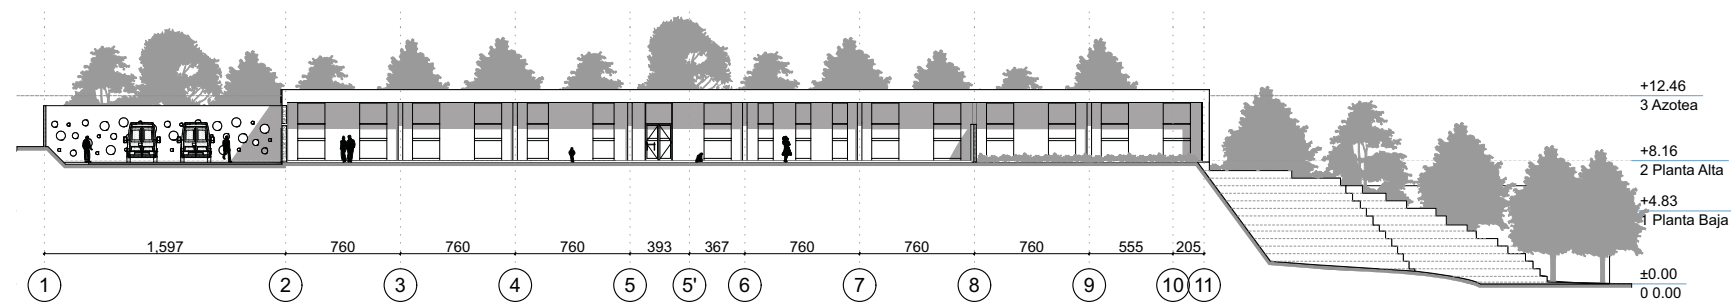 +12.46
3 Azotea
+8.16
2 Planta Alta
+4.83
1 Planta Baja
±0.00
0 0.00
1,597 760 760 760 393 367 760 760 760 555 205
1 2 3 4 5 5' 6 7 8 9 10 11